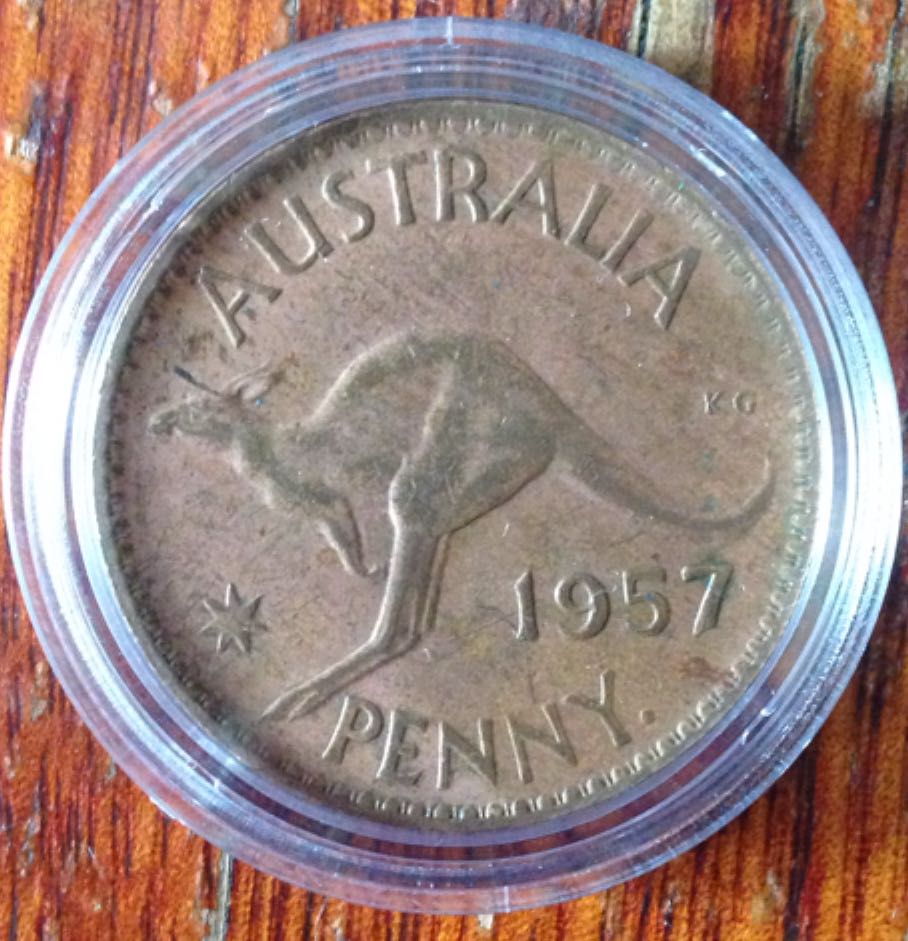 AUSTRALIA
KG
1957
PENNY.